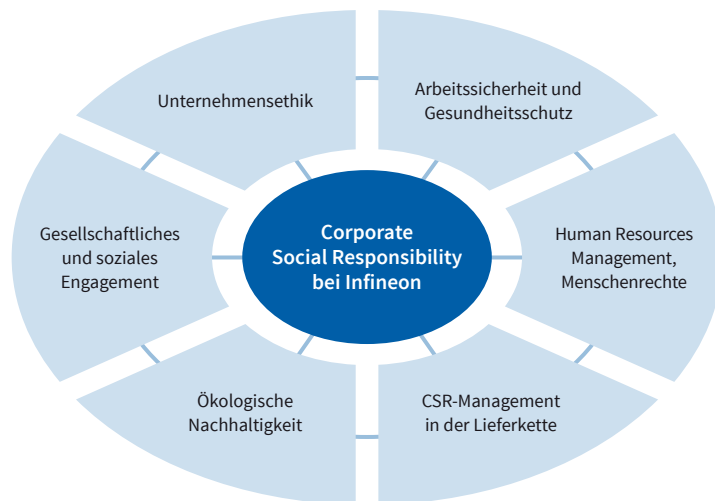 Unternehmensethik
Arbeitssicherheit und
Gesundheitsschutz
Gesellschaftliches
und soziales
Engagement
Corporate
Social Responsibility
bei Infineon
Human Resources
Management,
Menschenrechte
Ökologische
Nachhaltigkeit
CSR-Management
in der Lieferkette